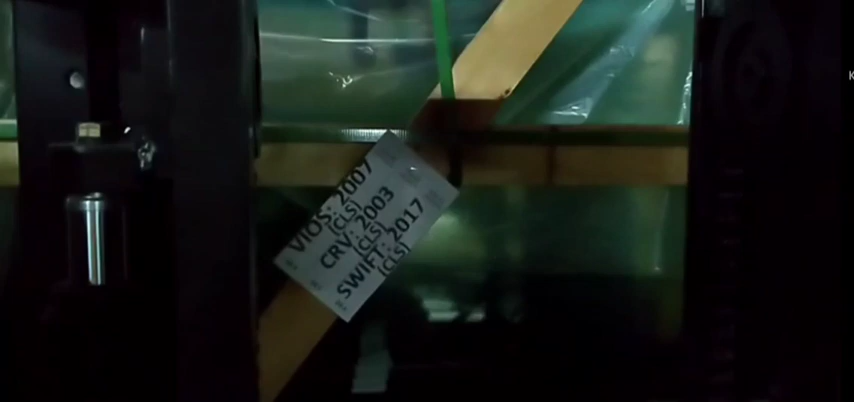 VIOS: 2007
[CLS]
CRV: 2003
[CLS]
SWIFT: 2017
[CLS]
K